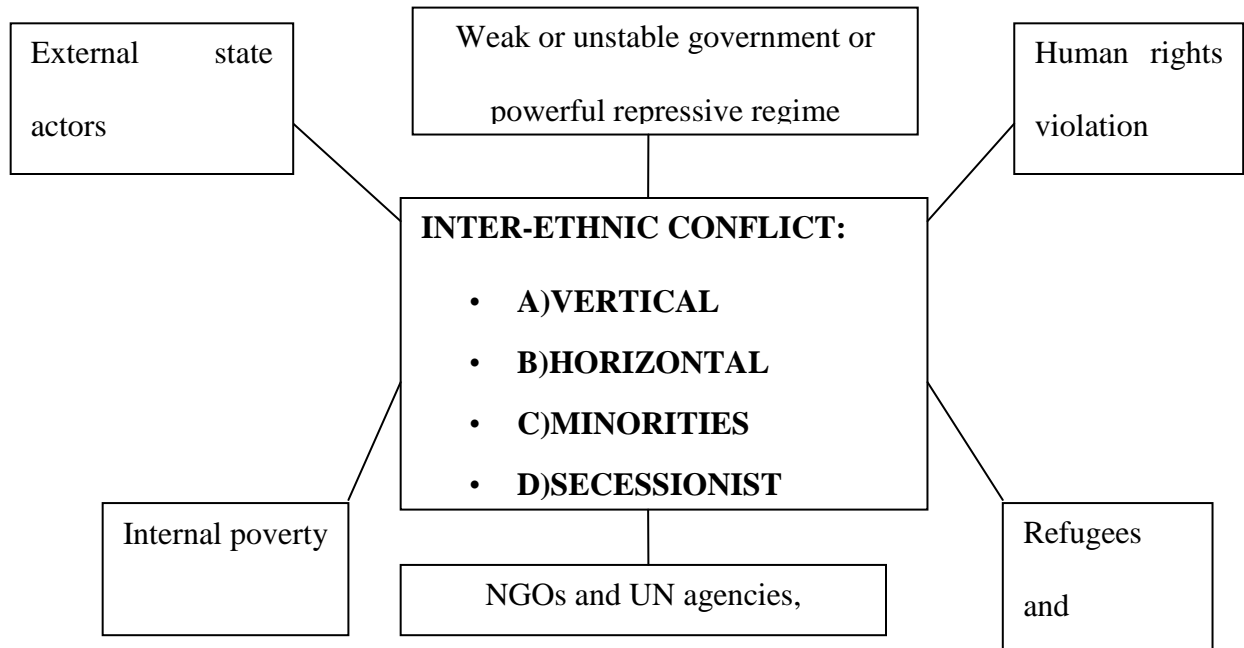 External state
actors
Weak or unstable government or
powerful repressive regime
Human rights
violation
INTER-ETHNIC CONFLICT:
• A)VERTICAL
• B)HORIZONTAL
• C)MINORITIES
• D)SECESSIONIST
Internal poverty
NGOs and UN agencies,
Refugees
and